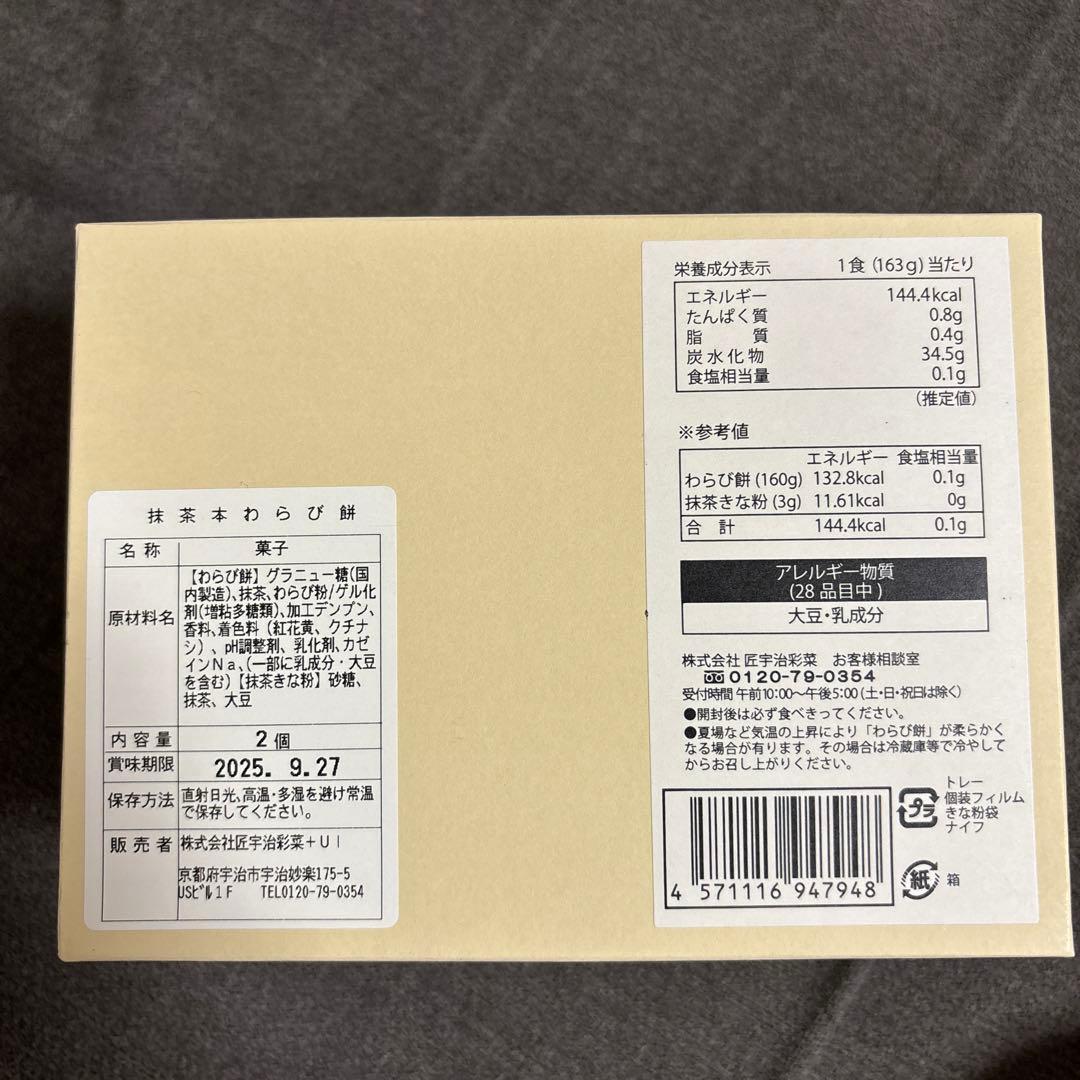 抹茶本わらび餅
名称 菓子
原材料名 【わらび餅】グラニュー糖(国
内製造)、抹茶、わらび粉/ゲル化
剤(増粘多糖類)、加工デンプン、
香料、着色料(紅花黄、クチナ
シ)、pH調整剤、乳化剤、カゼ
インNa、(一部に乳成分・大豆
を含む)【抹茶きな粉】砂糖、
抹茶、大豆
内容量 2個
賞味期限 2025. 9.27
保存方法 直射日光、高温・多湿を避け常温
で保存してください。
販売者 株式会社匠宇治彩菜+UI
京都府宇治市宇治妙楽175-5
USビル1F TEL0120-79-0354
栄養成分表示 1食(163g)当たり
エネルギー 144.4kcal
たんぱく質 0.8g
脂質 0.4g
炭水化物 34.5g
食塩相当量 0.1g
(推定値)
※参考値
エネルギー 食塩相当量
わらび餅(160g) 132.8kcal 0.1g
抹茶きな粉(3g) 11.61kcal 0g
合計 144.4kcal 0.1g
アレルギー物質
(28品目中)
大豆・乳成分
株式会社 匠宇治彩菜 お客様相談室
0120-79-0354
受付時間 午前10:00〜午後5:00(土・日・祝日は除く)
●開封後は必ず食べきってください。
●夏場など気温の上昇により「わらび餅」が柔らかく
なる場合が有ります。その場合は冷蔵庫等で冷やして
からお召し上がりください。
プラ
トレー
個装フィルム
きな粉袋
ナイフ
4 571116 947948
紙 箱